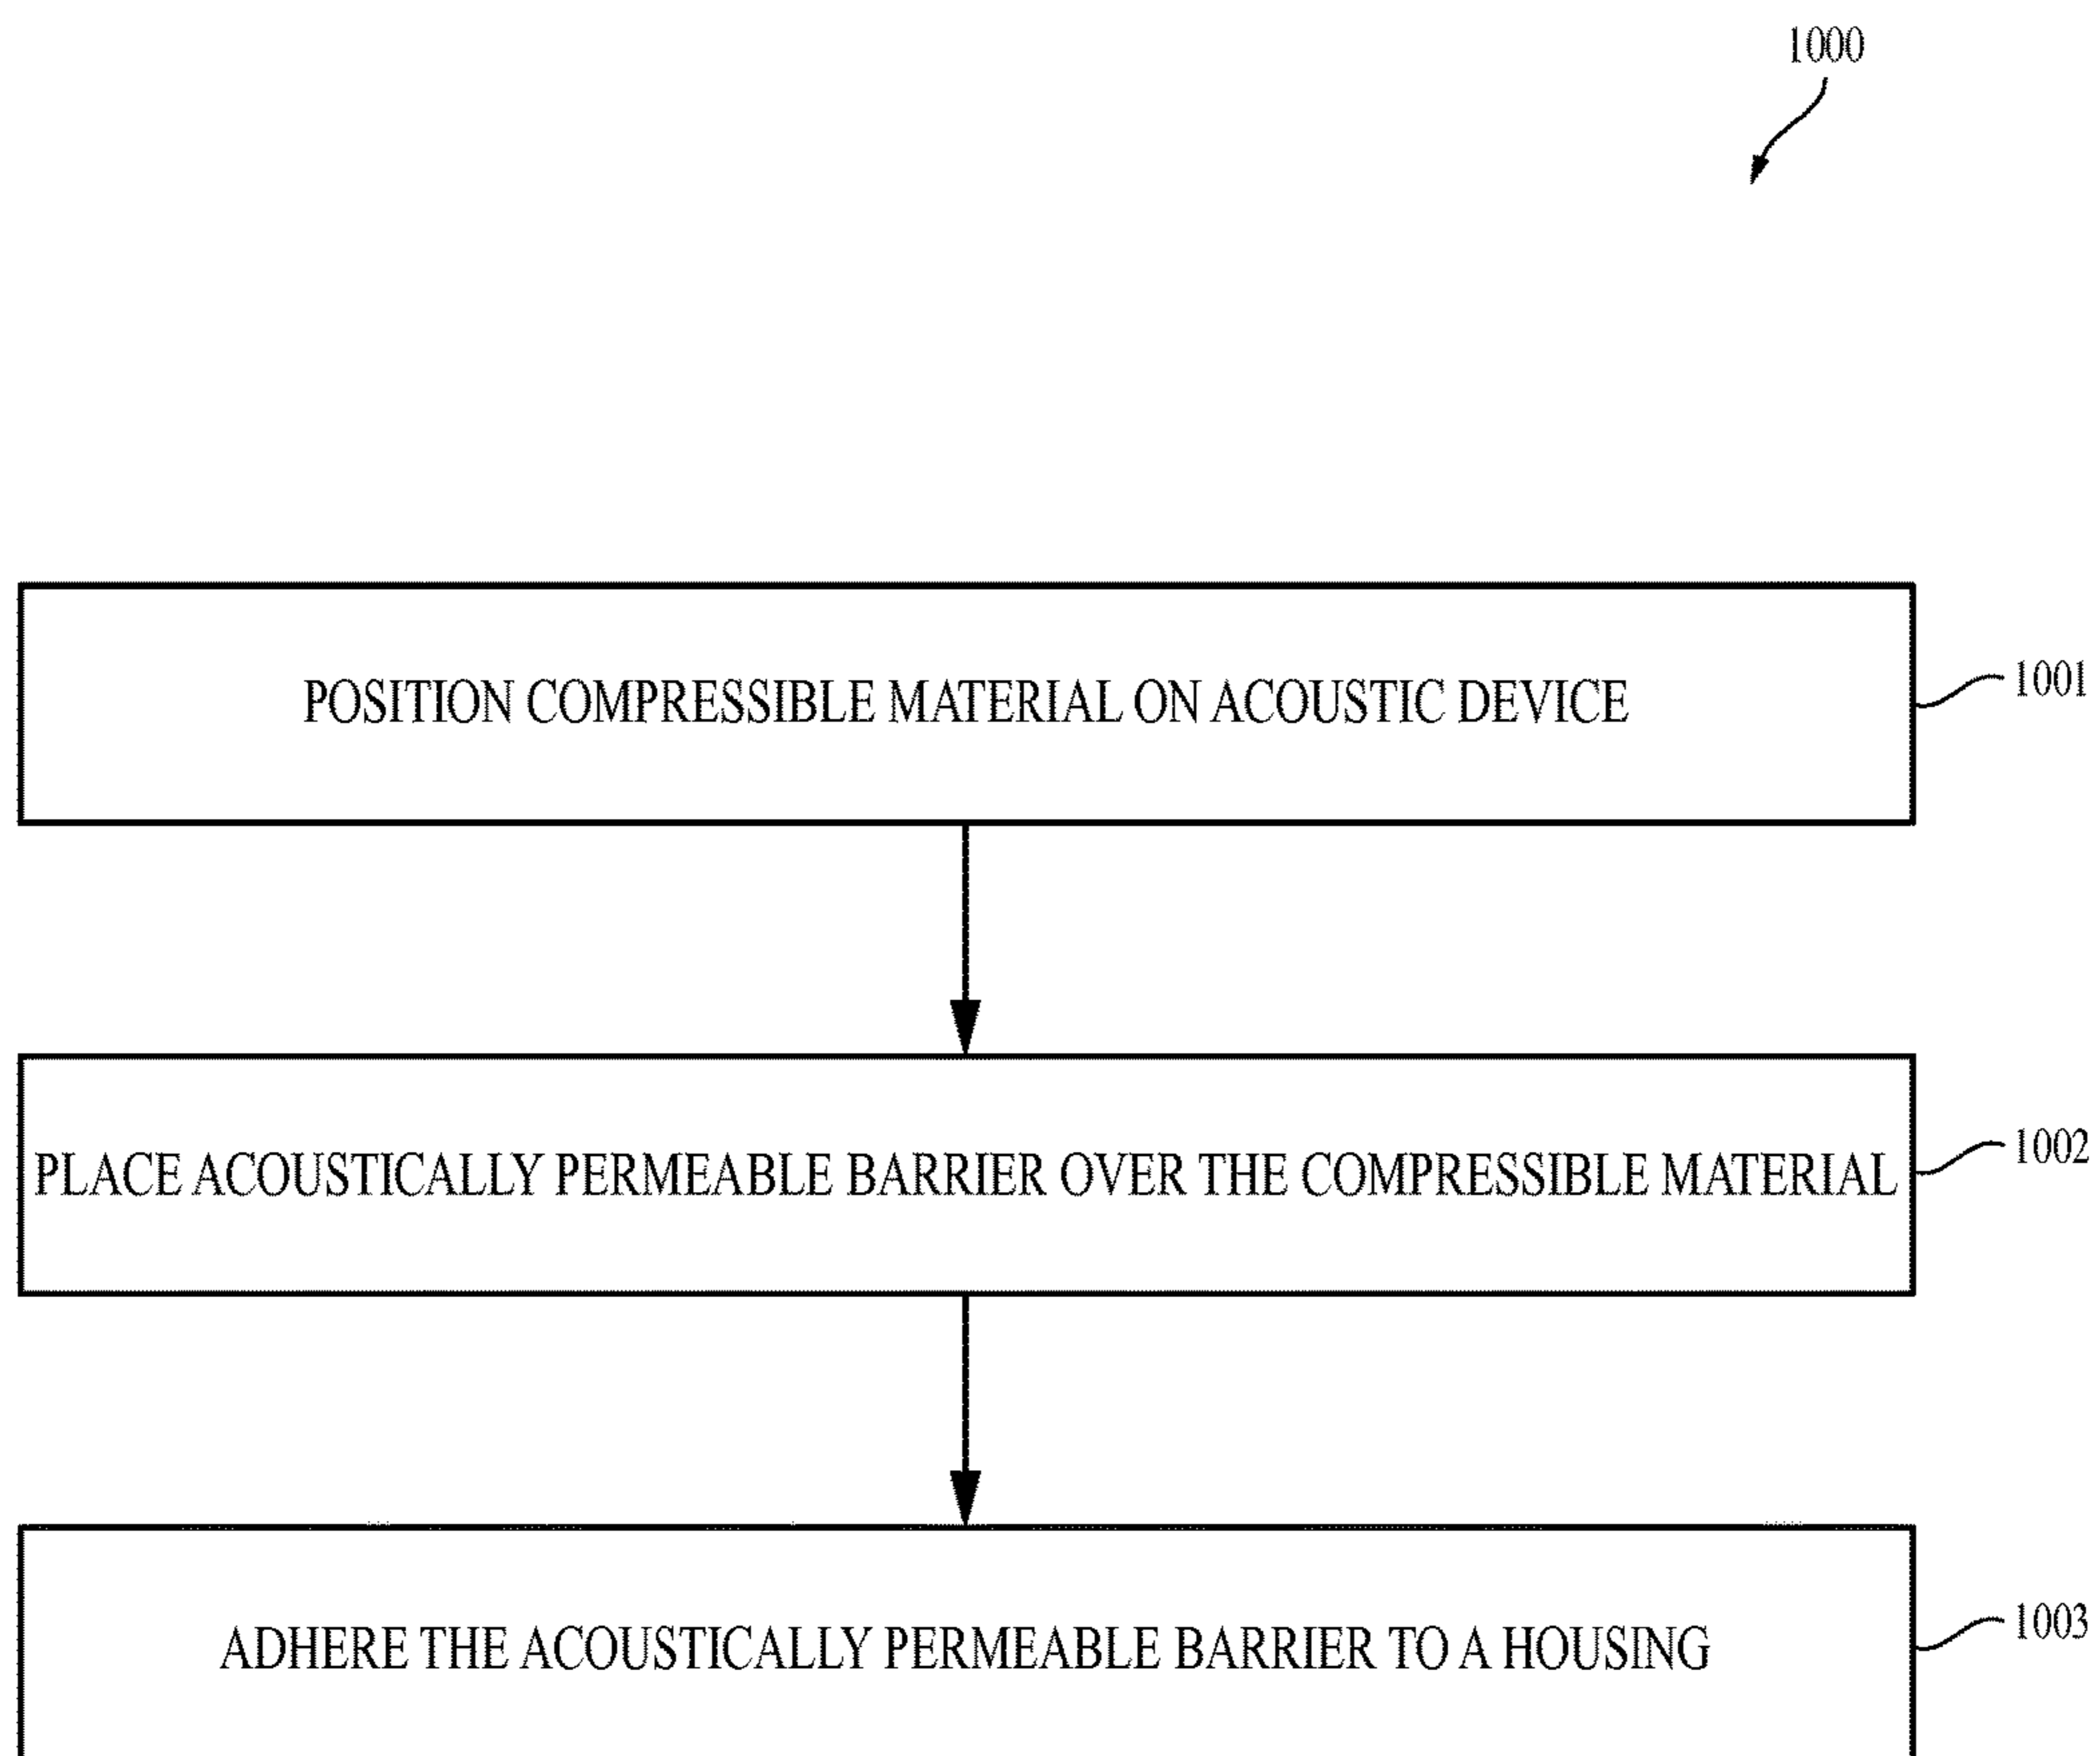 1000
POSITION COMPRESSIBLE MATERIAL ON ACOUSTIC DEVICE
1001
PLACE ACOUSTICALLY PERMEABLE BARRIER OVER THE COMPRESSIBLE MATERIAL
1002
ADHERE THE ACOUSTICALLY PERMEABLE BARRIER TO A HOUSING
1003